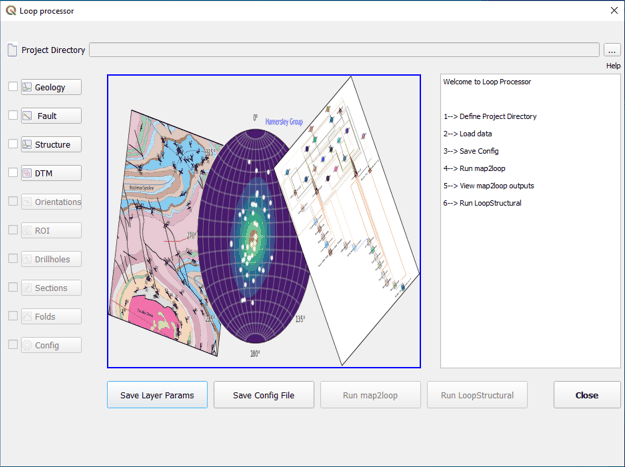 Loop processor
Project Directory
...
Help
Geology
Fault
Structure
DTM
Orientations
ROI
Drillholes
Sections
Folds
Config
0°
Hamersley Group
180°
135°
Welcome to Loop Processor
1--> Define Project Directory
2--> Load data
3--> Save Config
4--> Run map2loop
5--> View map2loop outputs
6--> Run LoopStructural
Save Layer Params
Save Config File
Run map2loop
Run LoopStructural
Close